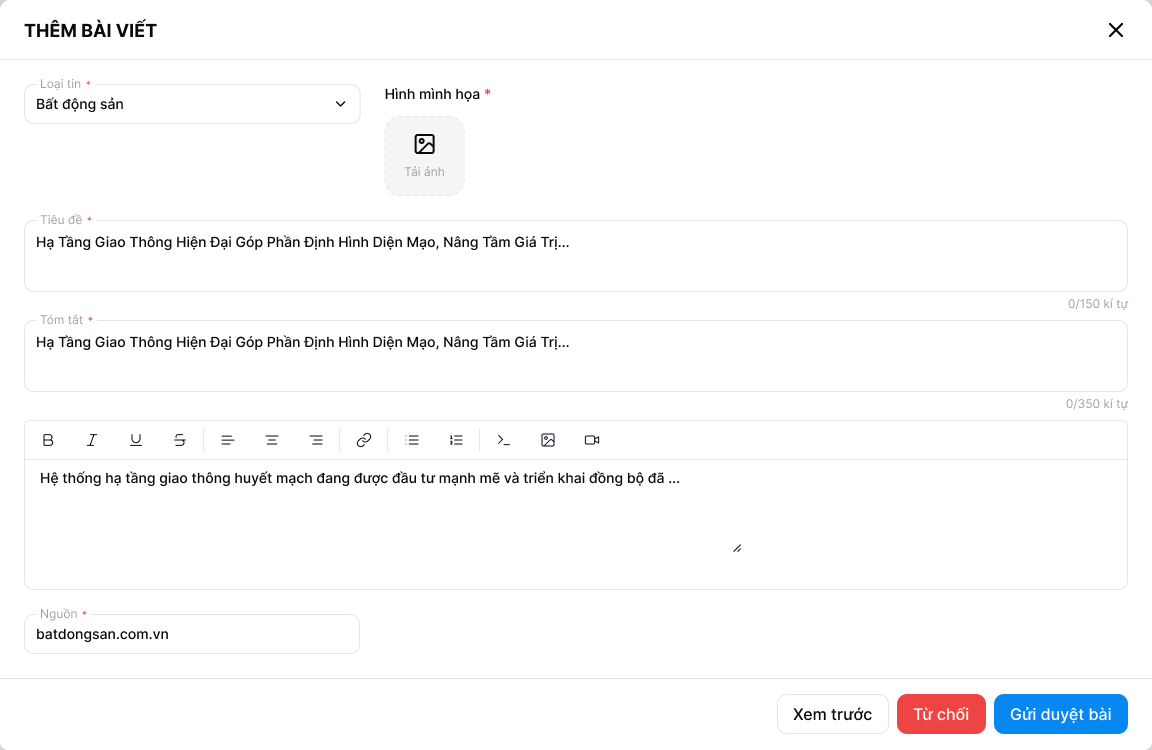 THÊM BÀI VIẾT
Loại tin *
Bất động sản
Hình mình họa *
Tải ảnh
Tiêu đề *
Hạ Tầng Giao Thông Hiện Đại Góp Phần Định Hình Diện Mạo, Nâng Tầm Giá Trị...
0/150 kí tự
Tóm tắt *
Hạ Tầng Giao Thông Hiện Đại Góp Phần Định Hình Diện Mạo, Nâng Tầm Giá Trị...
0/350 kí tự
Hệ thống hạ tầng giao thông huyết mạch đang được đầu tư mạnh mẽ và triển khai đồng bộ đã ...
Nguồn *
batdongsan.com.vn
Xem trước
Từ chối
Gửi duyệt bài